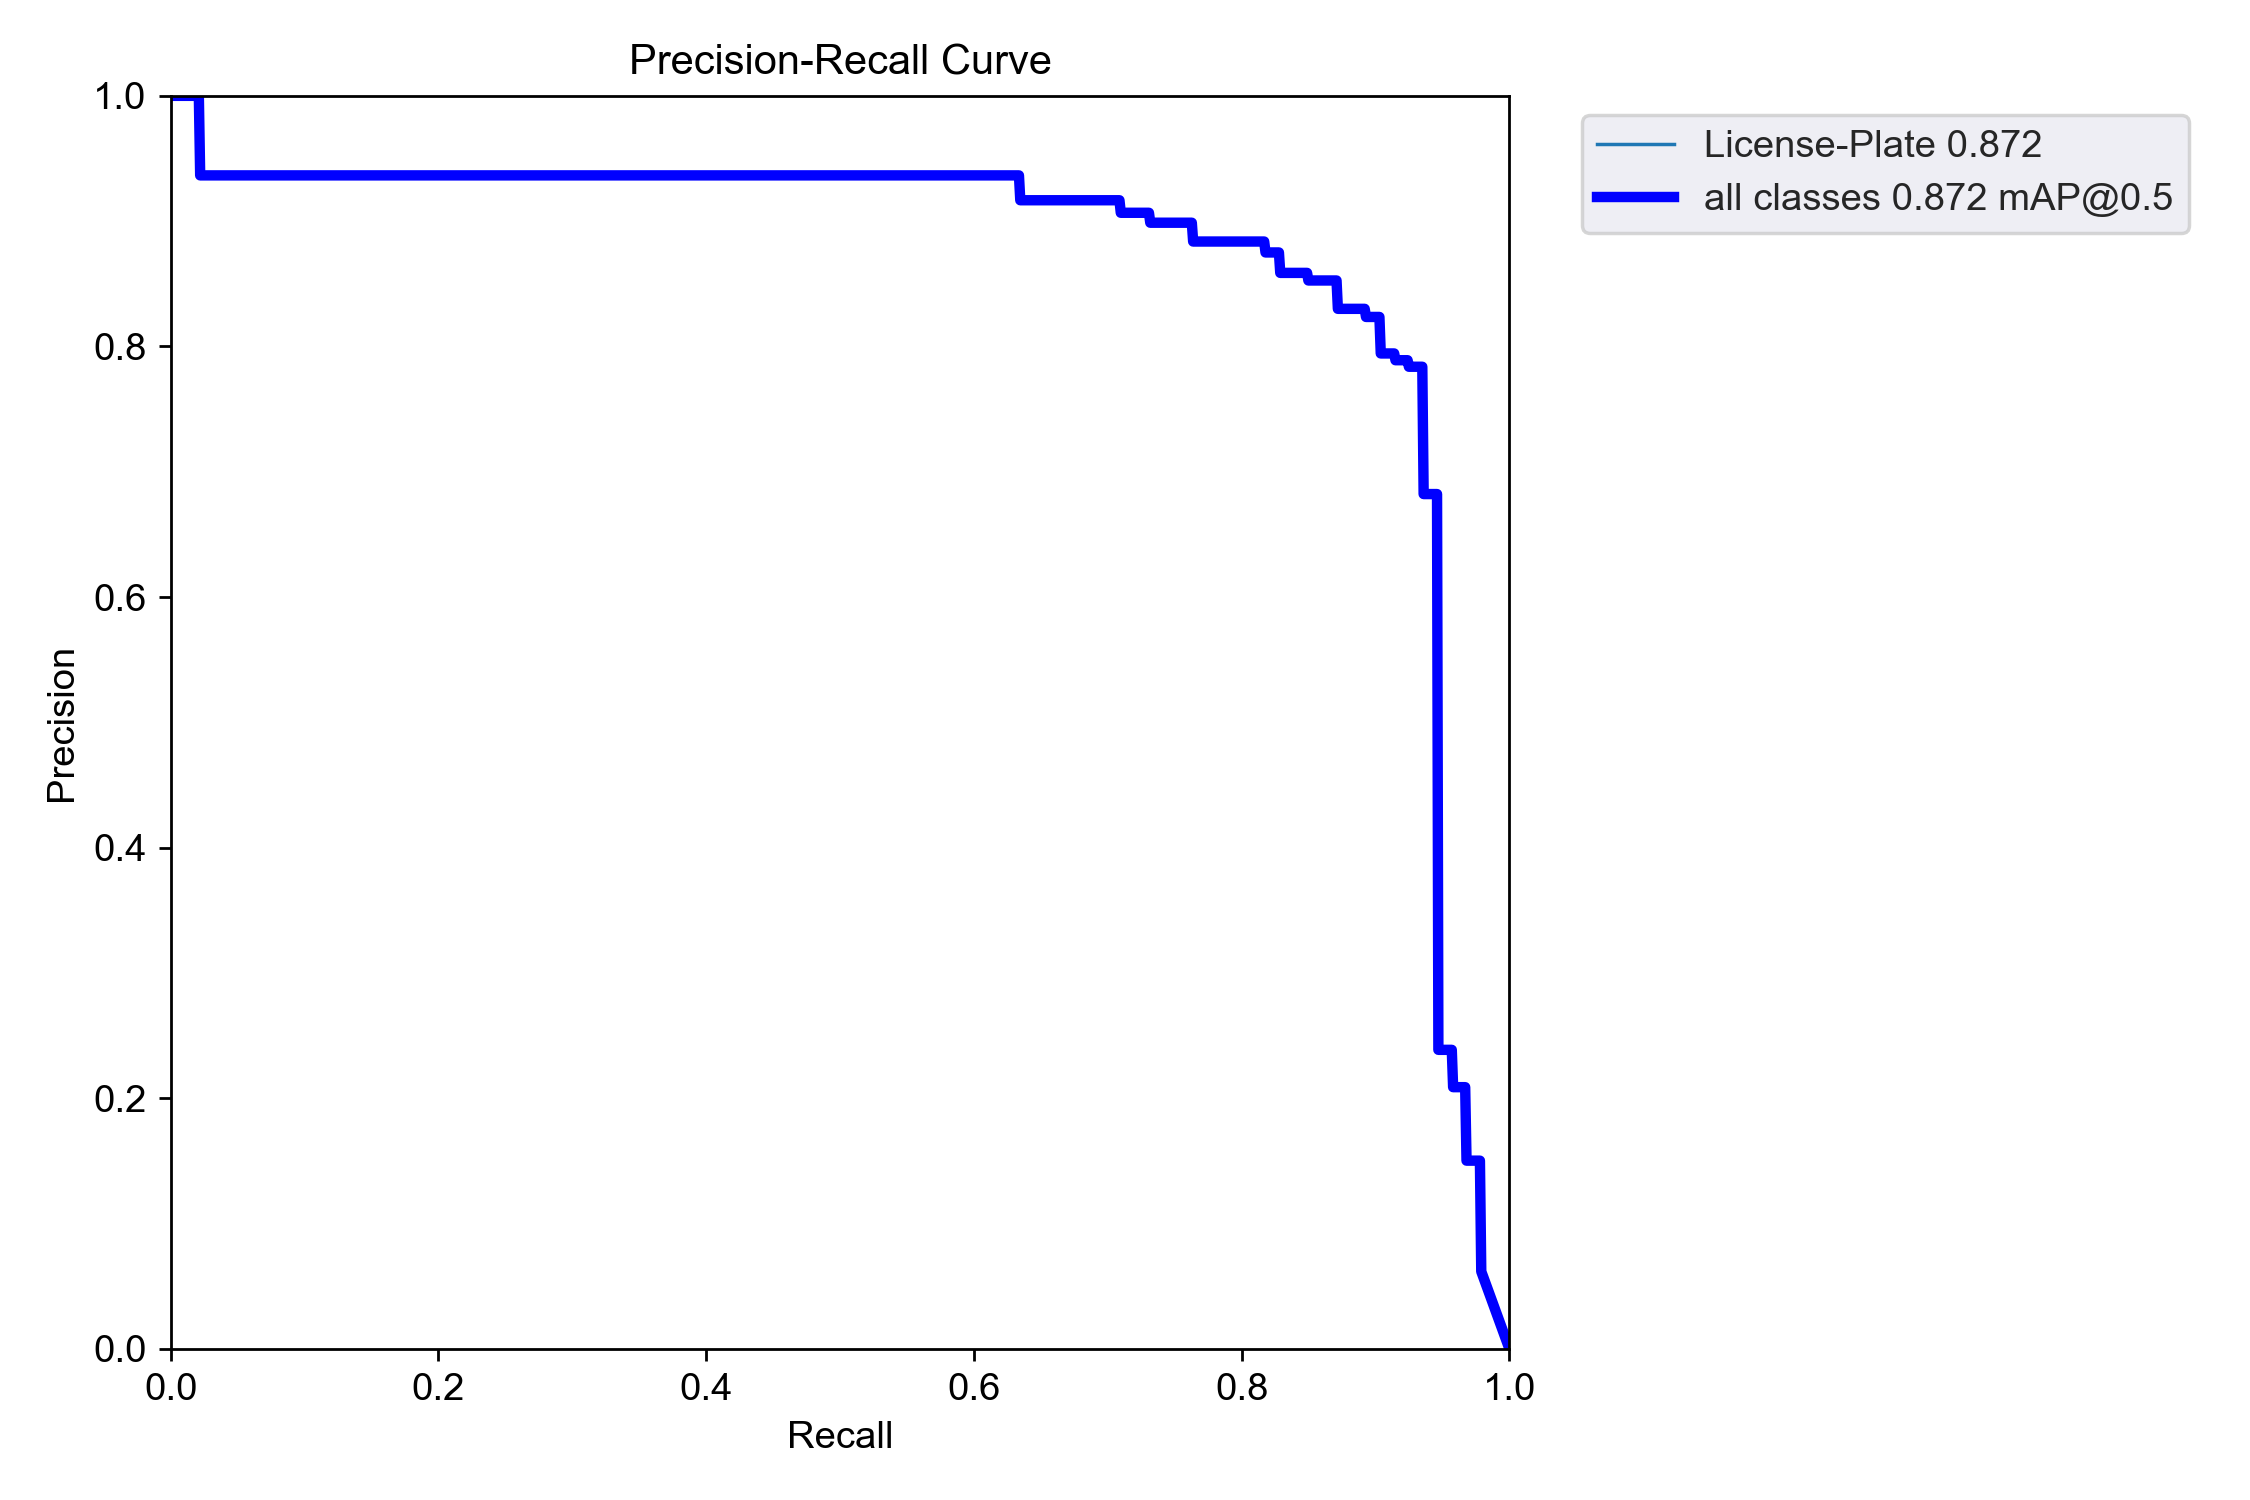 Precision-Recall Curve
1.0
0.8
0.6
0.4
0.2
0.0
Precision
0.0 0.2 0.4 0.6 0.8 1.0
Recall
License-Plate 0.872
all classes 0.872 mAP@0.5